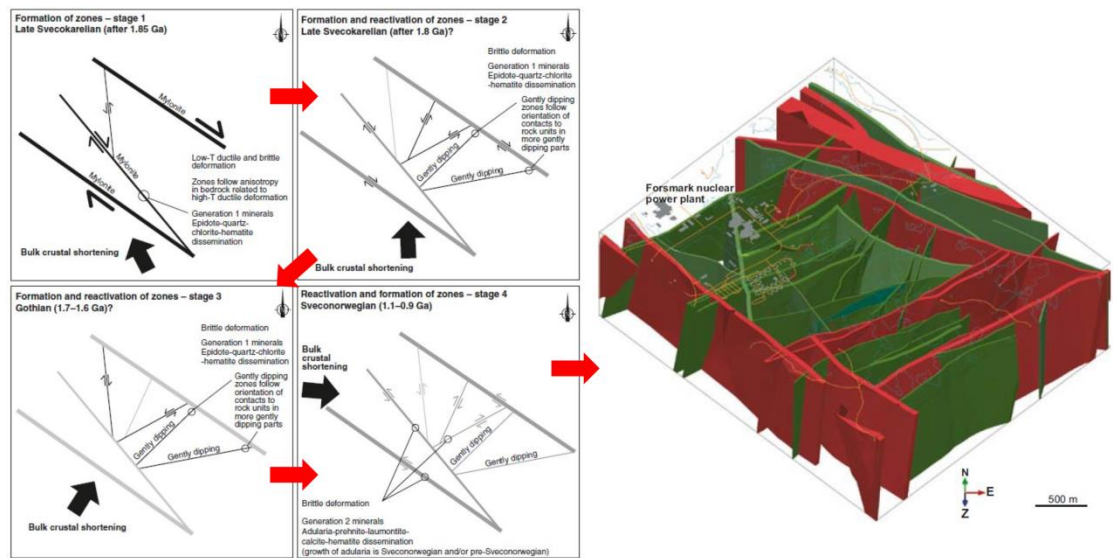 Formation of zones – stage 1
Late Svecokarelian (after 1.85 Ga)
Mylonite
Mylonite
Mylonite
Low-T ductile and brittle
deformation
Zones follow anisotropy
in bedrock related to
high-T ductile deformation
Generation 1 minerals
Epidote-quartz-
chlorite-hematite
dissemination
Bulk crustal shortening
Formation and reactivation of zones – stage 2
Late Svecokarelian (after 1.8 Ga)?
Brittle deformation
Generation 1 minerals
Epidote-quartz-chlorite
-hematite dissemination
Gently dipping
zones follow
orientation of
contacts to
rock units in
more gently
dipping parts
Gently dipping
Gently dipping
Bulk crustal shortening
Formation and reactivation of zones – stage 3
Gothian (1.7–1.6 Ga)?
Brittle deformation
Generation 1 minerals
Epidote-quartz-chlorite
-hematite dissemination
Gently dipping
zones follow
orientation of
contacts to
rock units in
more gently
dipping parts
Gently dipping
Gently dipping
Bulk crustal shortening
Reactivation and formation of zones – stage 4
Sveconorwegian (1.1–0.9 Ga)
Bulk
crustal
shortening
Gently dipping
Gently dipping
Brittle deformation
Generation 2 minerals
Adularia-prehnite-laumontite-
calcite-hematite dissemination
(growth of adularia is Sveconorwegian and/or pre-Sveconorwegian)
Forsmark nuclear
power plant
N
E
Z
500 m